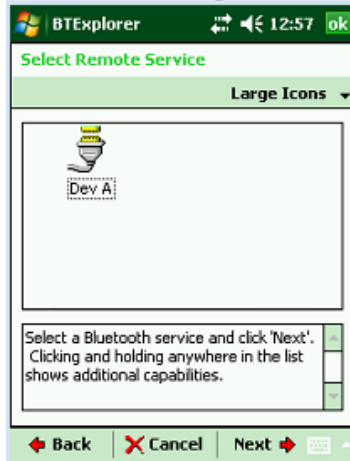 BTExplorer 12:57 ok
Select Remote Service
Large Icons
Dev A
Select a Bluetooth service and click 'Next'.
Clicking and holding anywhere in the list
shows additional capabilities.
Back Cancel Next